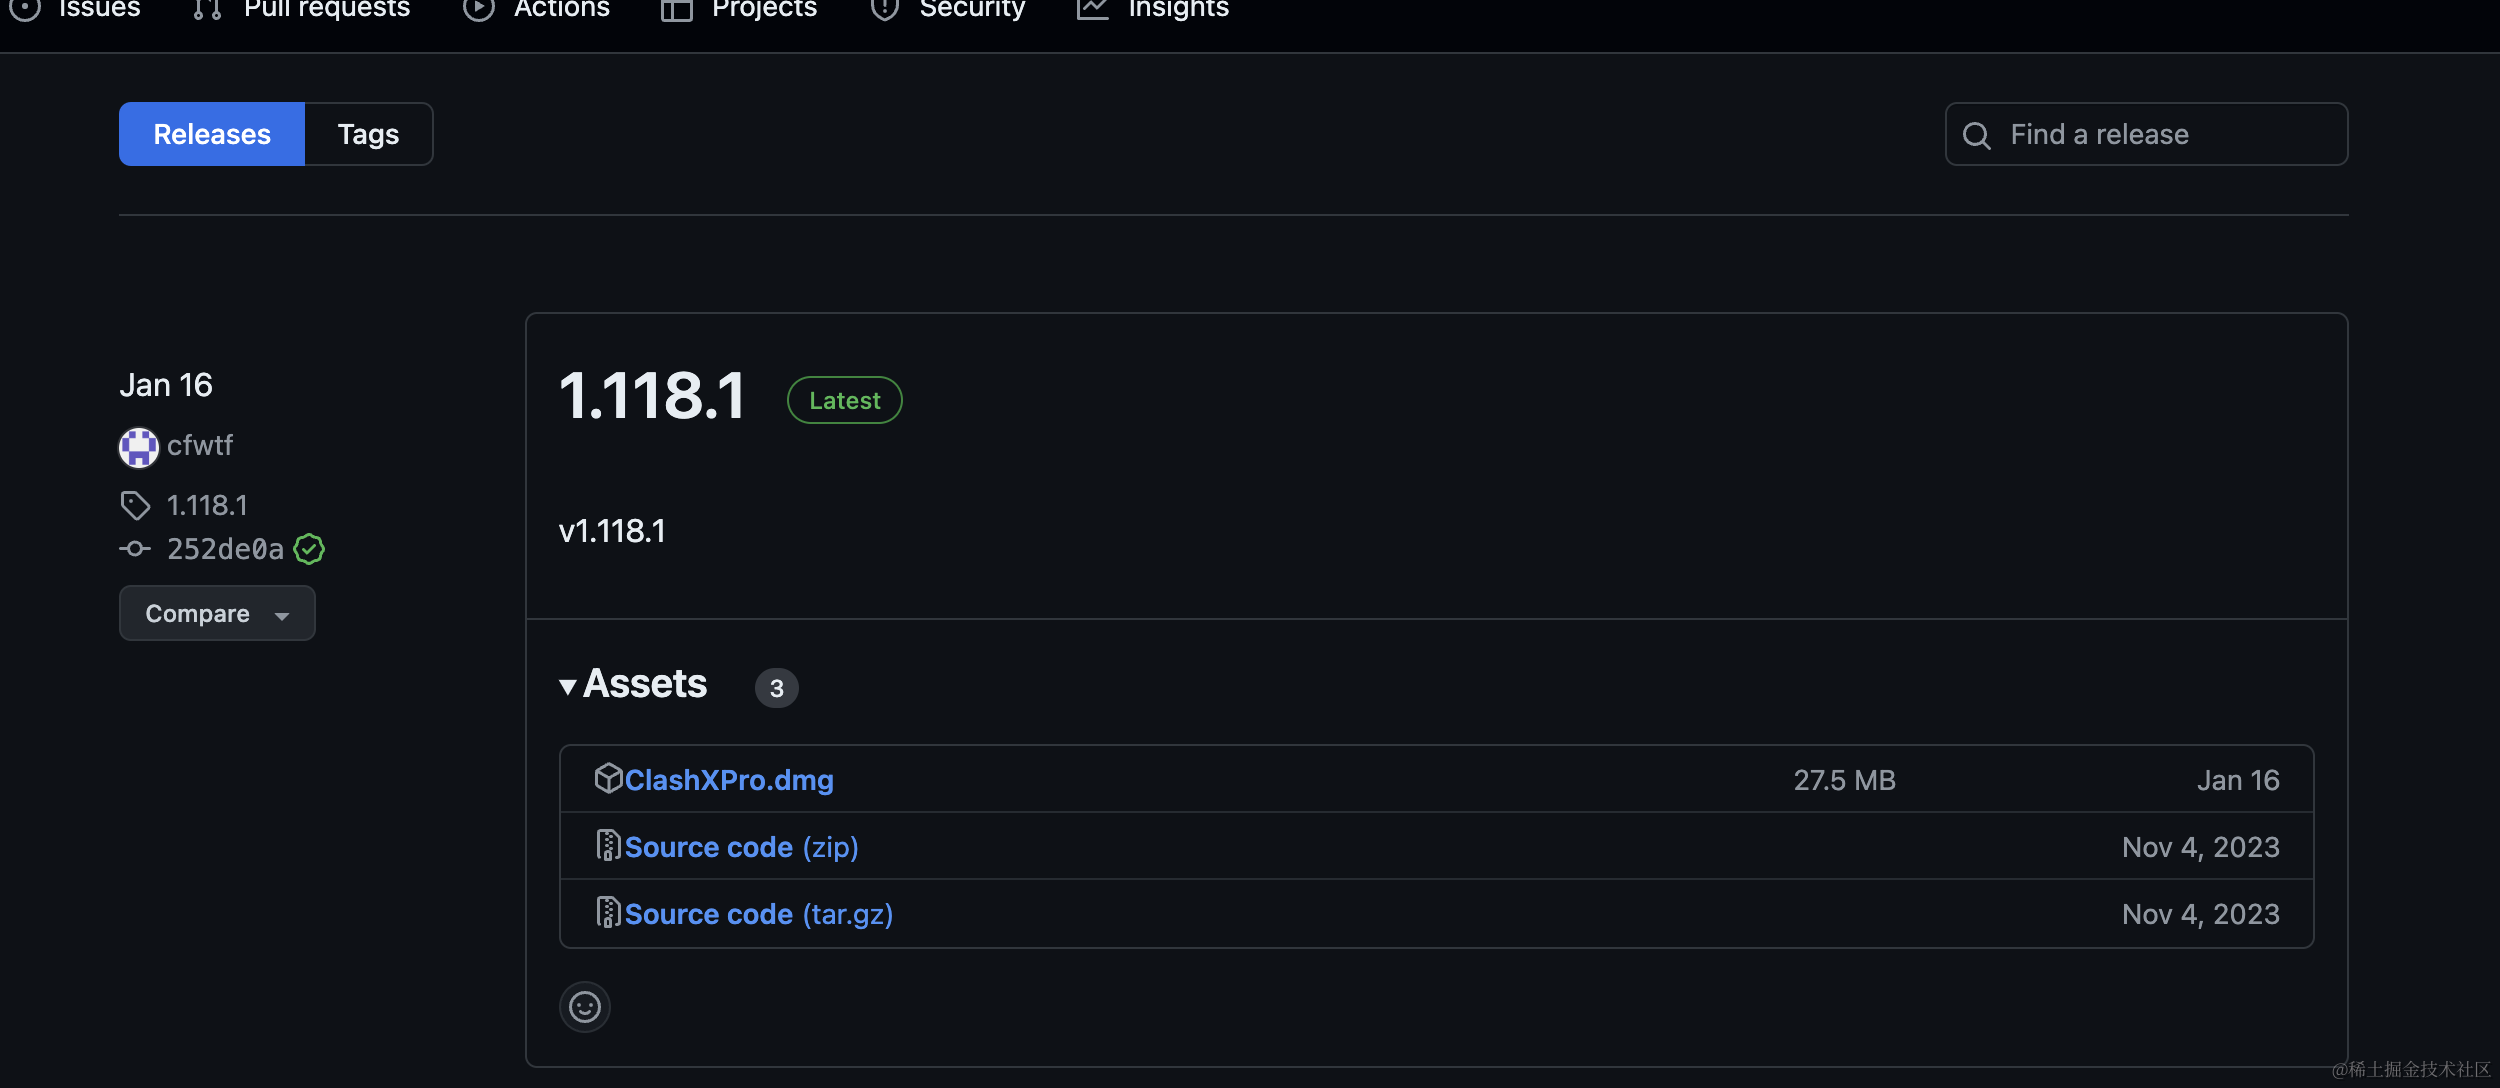 Issues Pull requests Actions Projects Security Insights
Releases Tags
Find a release
Jan 16
cfwtf
1.118.1
252de0a
Compare
1.118.1 Latest
v1.118.1
Assets 3
ClashXPro.dmg 27.5 MB Jan 16
Source code (zip) Nov 4, 2023
Source code (tar.gz) Nov 4, 2023
@稀土掘金技术社区